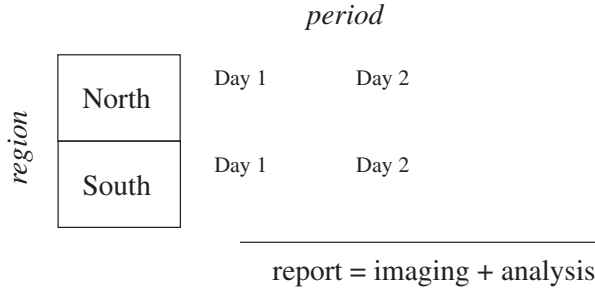 period
region
North Day 1 Day 2
South Day 1 Day 2
report = imaging + analysis